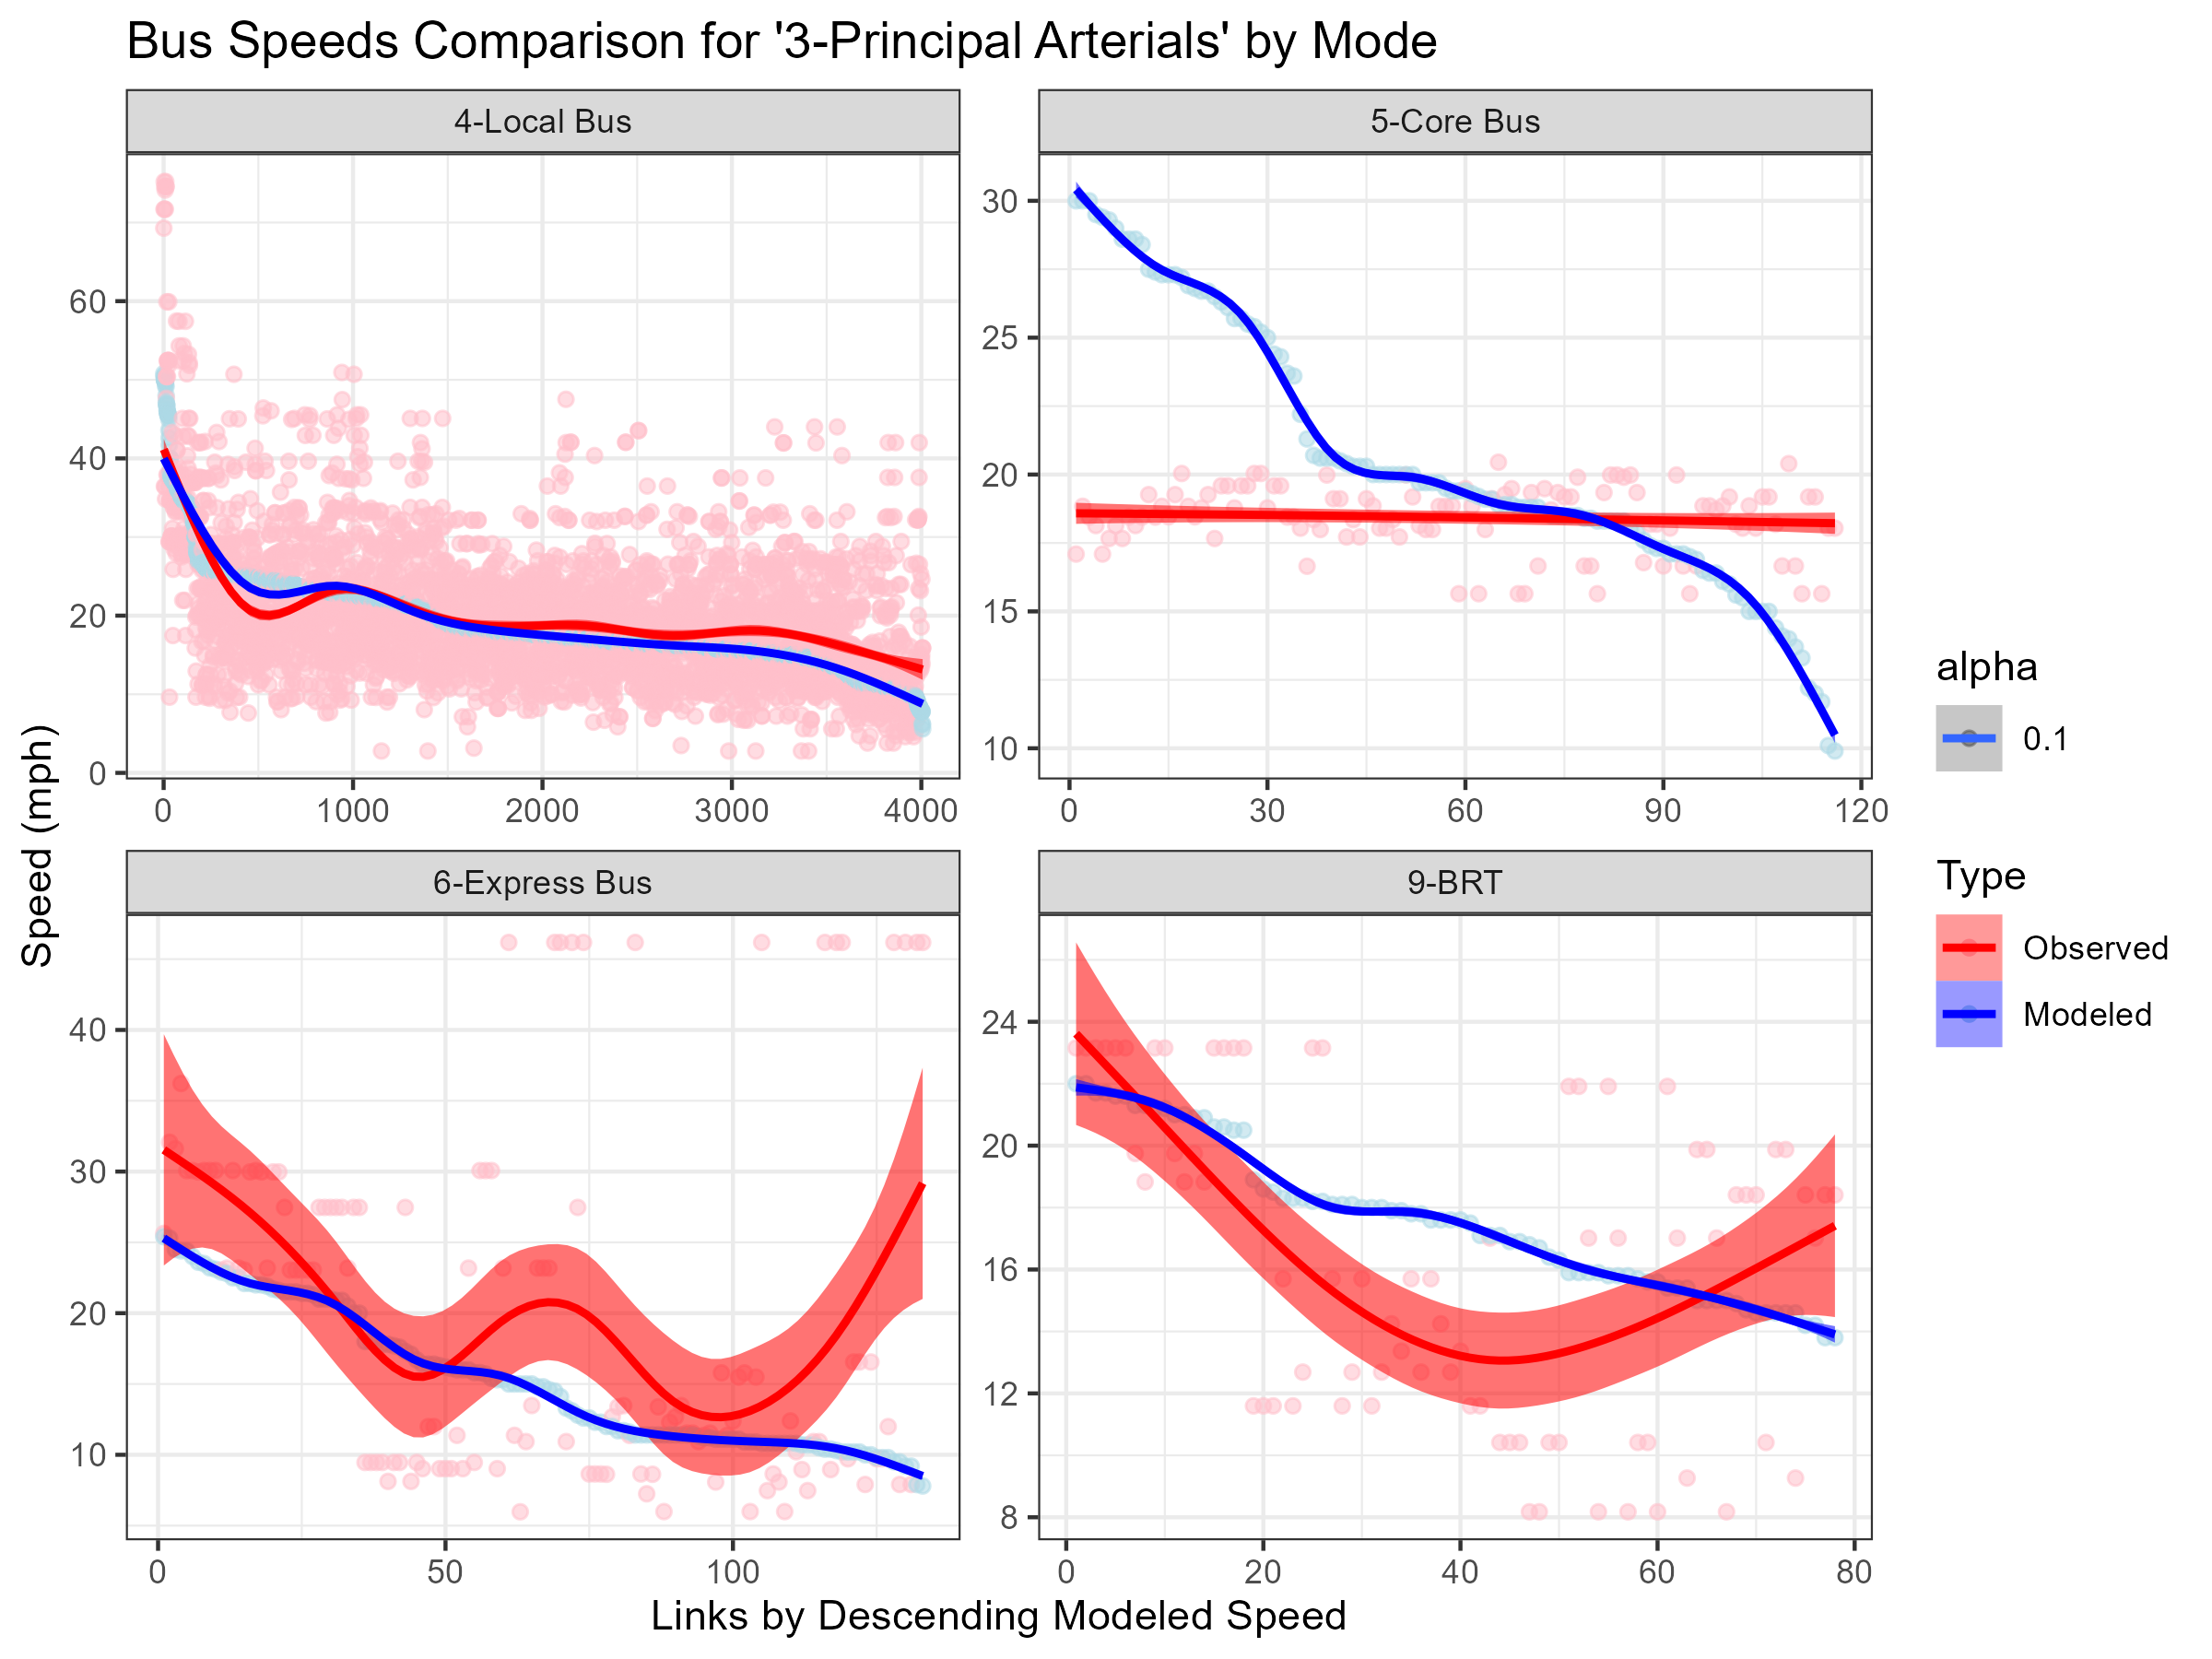 Bus Speeds Comparison for '3-Principal Arterials' by Mode
4-Local Bus
5-Core Bus
60
40
20
0
0 1000 2000 3000 4000
30
25
20
15
10
0 30 60 90 120
6-Express Bus
9-BRT
40
30
20
10
0 50 100
24
20
16
12
8
0 20 40 60 80
Speed (mph)
Links by Descending Modeled Speed
alpha
0.1
Type
Observed
Modeled